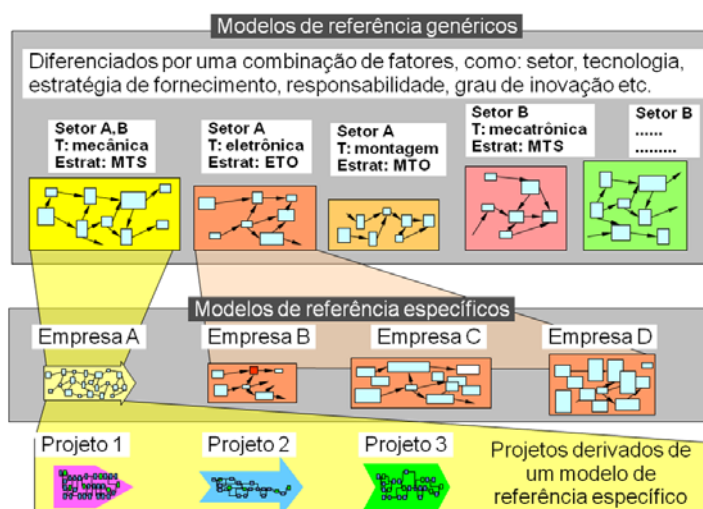 Modelos de referência genéricos
Diferenciados por uma combinação de fatores, como: setor, tecnologia,
estratégia de fornecimento, responsabilidade, grau de inovação etc.
Setor A,B
T: mecânica
Estrat: MTS
Setor A
T: eletrônica
Estrat: ETO
Setor A
T: montagem
Estrat: MTO
Setor B
T: mecatrônica
Estrat: MTS
Setor B
......
.........
Modelos de referência específicos
Empresa A
Empresa B
Empresa C
Empresa D
Projeto 1
Projeto 2
Projeto 3
Projetos derivados de
um modelo de
referência específico